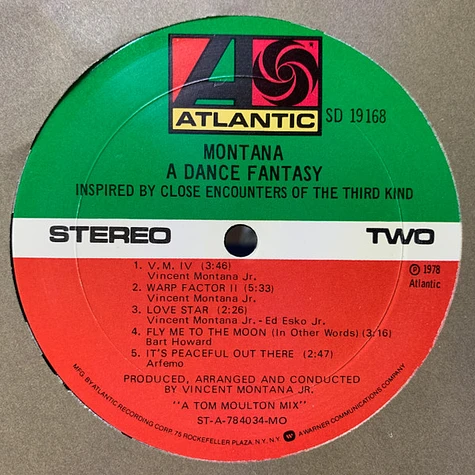 ATLANTIC
SD 19168
MONTANA
A DANCE FANTASY
INSPIRED BY CLOSE ENCOUNTERS OF THE THIRD KIND
STEREO
TWO
1. V.M. IV (3:46)
Vincent Montana Jr.
2. WARP FACTOR II (5:33)
Vincent Montana Jr.
3. LOVE STAR (2:26)
Vincent Montana Jr. - Ed Esko Jr.
4. FLY ME TO THE MOON (In Other Words) (3:16)
Bart Howard
5. IT'S PEACEFUL OUT THERE (2:47)
Arfemo
℗ 1978
Atlantic
PRODUCED, ARRANGED AND CONDUCTED
BY VINCENT MONTANA JR.
"A TOM MOULTON MIX"
ST-A-784034-MO
MFG. BY ATLANTIC RECORDING CORP. 75 ROCKEFELLER PLAZA, N.Y., N.Y. A WARNER COMMUNICATIONS COMPANY